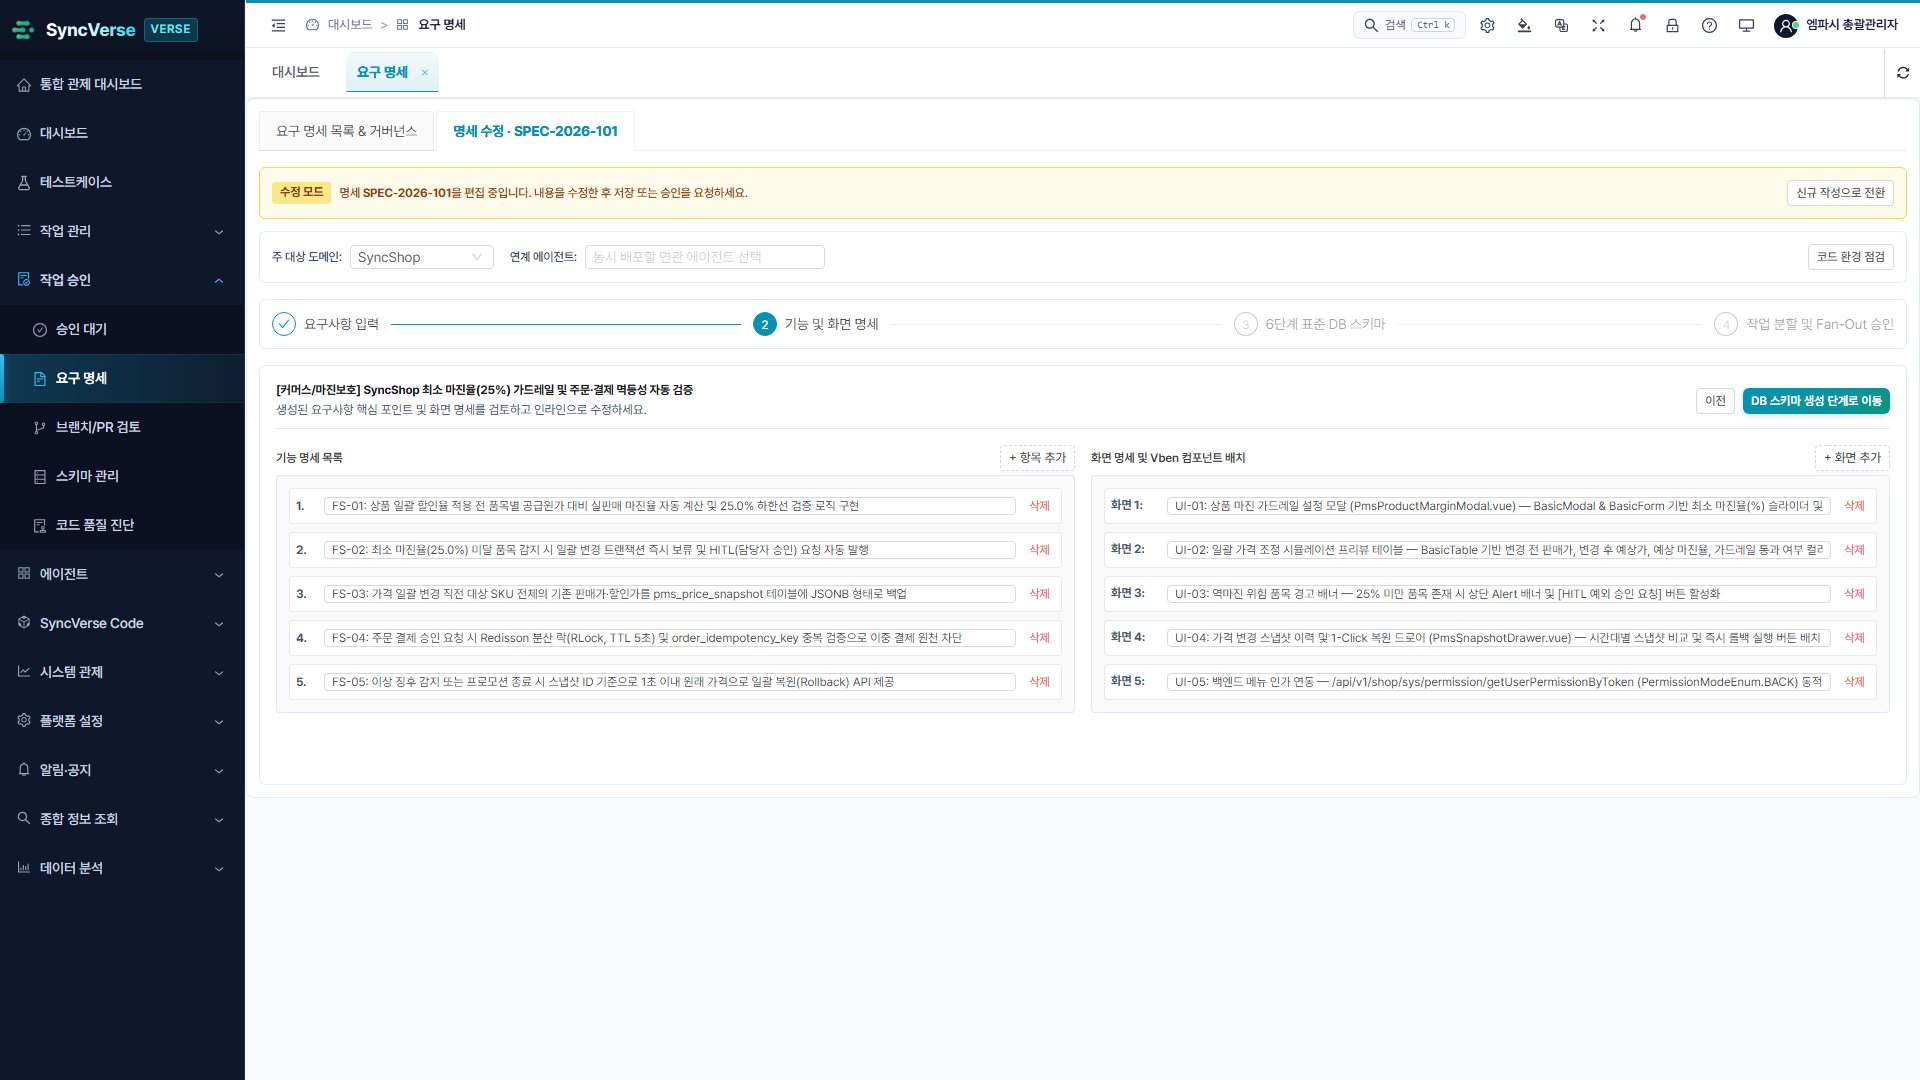 SyncVerse VERSE
통합 관제 대시보드
대시보드
테스트케이스
작업 관리
작업 승인
승인 대기
요구 명세
브랜치/PR 검토
스키마 관리
코드 품질 진단
에이전트
SyncVerse Code
시스템 관제
플랫폼 설정
알림·공지
종합 정보 조회
데이터 분석
대시보드 > 요구 명세
검색 Ctrl k
엠파시 총괄관리자
대시보드
요구 명세 ×
요구 명세 목록 & 거버넌스
명세 수정 · SPEC-2026-101
수정 모드 명세 SPEC-2026-101을 편집 중입니다. 내용을 수정한 후 저장 또는 승인을 요청하세요.
신규 작성으로 전환
주 대상 도메인: SyncShop
연계 에이전트: 동시 배포할 연관 에이전트 선택
코드 환경 점검
요구사항 입력
2 기능 및 화면 명세
3 6단계 표준 DB 스키마
4 작업 분할 및 Fan-Out 승인
[커머스/마진보호] SyncShop 최소 마진율(25%) 가드레일 및 주문·결제 멱등성 자동 검증
생성된 요구사항 핵심 포인트 및 화면 명세를 검토하고 인라인으로 수정하세요.
이전
DB 스키마 생성 단계로 이동
기능 명세 목록
+ 항목 추가
1. FS-01: 상품 일괄 할인율 적용 전 품목별 공급원가 대비 실판매 마진율 자동 계산 및 25.0% 하한선 검증 로직 구현 삭제
2. FS-02: 최소 마진율(25.0%) 미달 품목 감지 시 일괄 변경 트랜잭션 즉시 보류 및 HITL(담당자 승인) 요청 자동 발행 삭제
3. FS-03: 가격 일괄 변경 직전 대상 SKU 전체의 기존 판매가·할인가를 pms_price_snapshot 테이블에 JSONB 형태로 백업 삭제
4. FS-04: 주문 결제 승인 요청 시 Redisson 분산 락(RLock, TTL 5초) 및 order_idempotency_key 중복 검증으로 이중 결제 원천 차단 삭제
5. FS-05: 이상 징후 감지 또는 프로모션 종료 시 스냅샷 ID 기준으로 1초 이내 원래 가격으로 일괄 복원(Rollback) API 제공 삭제
화면 명세 및 Vben 컴포넌트 배치
+ 화면 추가
화면 1: UI-01: 상품 마진 가드레일 설정 모달 (PmsProductMarginModal.vue) — BasicModal & BasicForm 기반 최소 마진율(%) 슬라이더 및 삭제
화면 2: UI-02: 일괄 가격 조정 시뮬레이션 프리뷰 테이블 — BasicTable 기반 변경 전 판매가, 변경 후 예상가, 예상 마진율, 가드레일 통과 여부 컬러 삭제
화면 3: UI-03: 역마진 위험 품목 경고 배너 — 25% 미만 품목 존재 시 상단 Alert 배너 및 [HITL 예외 승인 요청] 버튼 활성화 삭제
화면 4: UI-04: 가격 변경 스냅샷 이력 및 1-Click 복원 드로어 (PmsSnapshotDrawer.vue) — 시간대별 스냅샷 비교 및 즉시 롤백 실행 버튼 배치 삭제
화면 5: UI-05: 백엔드 메뉴 인가 연동 — /api/v1/shop/sys/permission/getUserPermissionByToken (PermissionModeEnum.BACK) 동적 삭제